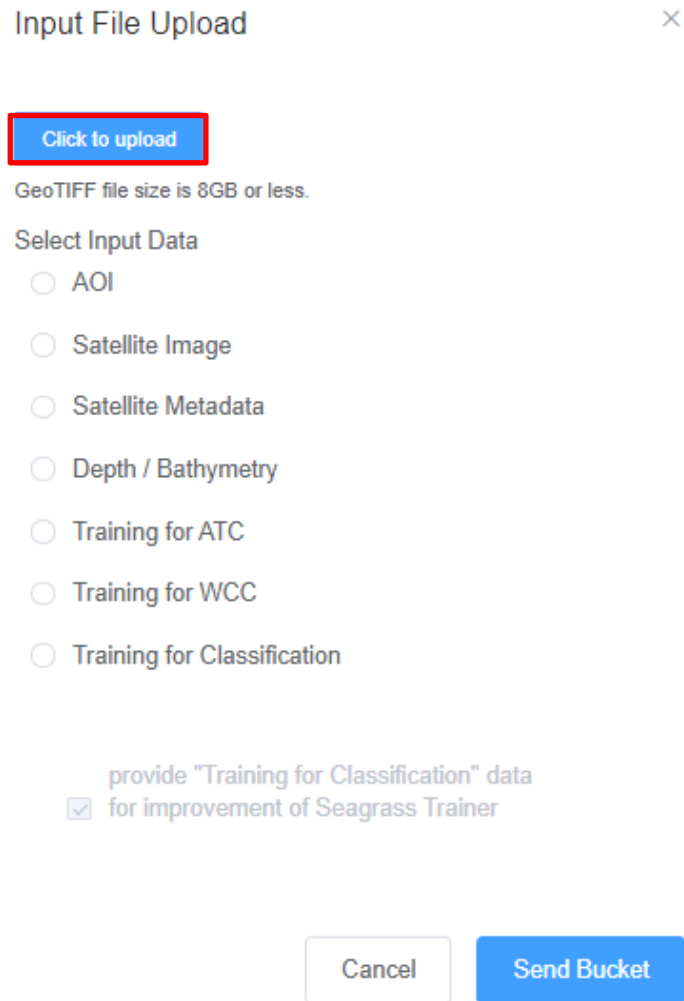 Input File Upload
Click to upload
GeoTIFF file size is 8GB or less.
Select Input Data
AOI
Satellite Image
Satellite Metadata
Depth / Bathymetry
Training for ATC
Training for WCC
Training for Classification
provide "Training for Classification" data
for improvement of Seagrass Trainer
Cancel
Send Bucket